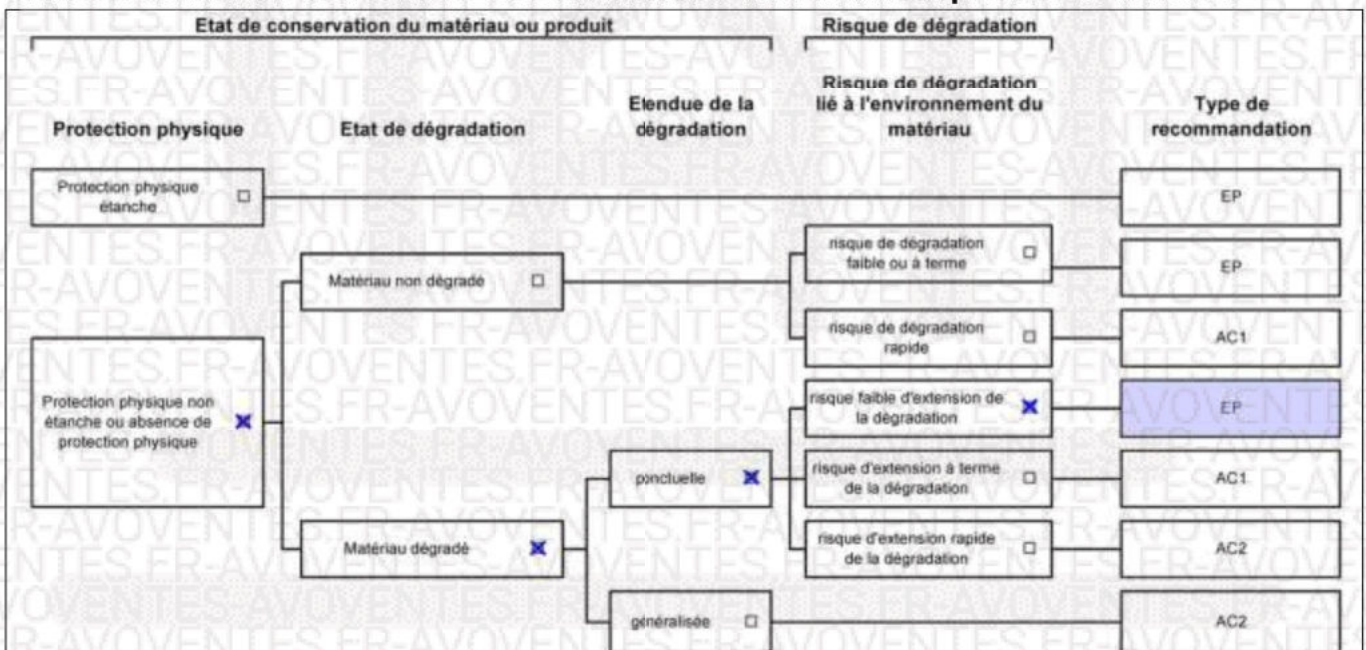 Etat de conservation du matériau ou produit
Risque de dégradation
Risque de dégradation
Protection physique
Etat de dégradation
Etendue de la
dégradation
lié à l'environnement du
matériau
Type de
recommandation
Protection physique
étanche
EP
Matériau non dégradé
risque de dégradation
faible ou à terme
EP
risque de dégradation
rapide
AC1
Protection physique non
étanche ou absence de
protection physique
risque faible d'extension de
la dégradation
EP
ponctuelle
risque d'extension à terme
de la dégradation
AC1
Matériau dégradé
risque d'extension rapide
de la dégradation
AC2
généralisée
AC2